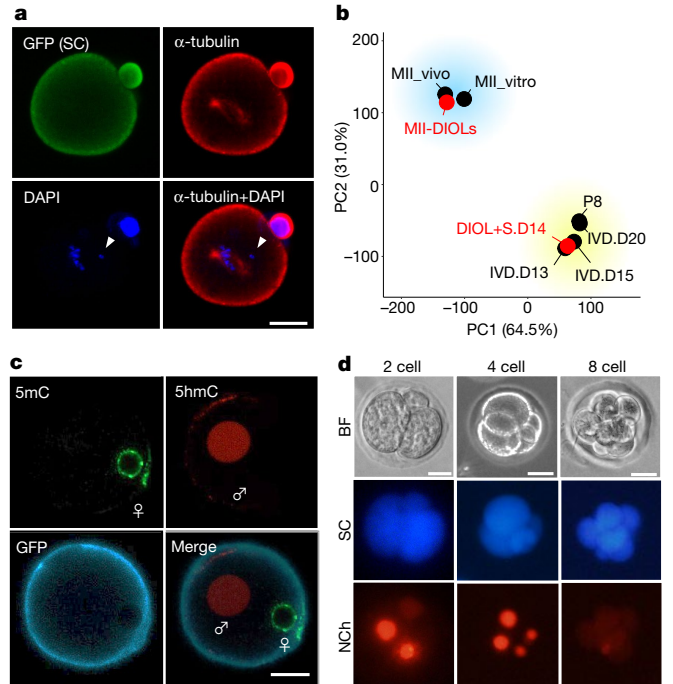 a
GFP (SC)
α-tubulin
DAPI
α-tubulin+DAPI
b
200
100
0
−100
PC2 (31.0%)
MII_vivo
MII_vitro
MII-DIOLs
P8
DIOL+S.D14
IVD.D20
IVD.D13
IVD.D15
−200
−100
0
100
PC1 (64.5%)
c
5mC
5hmC
♀
♂
GFP
Merge
♂
♀
d
2 cell
4 cell
8 cell
BF
SC
NCh